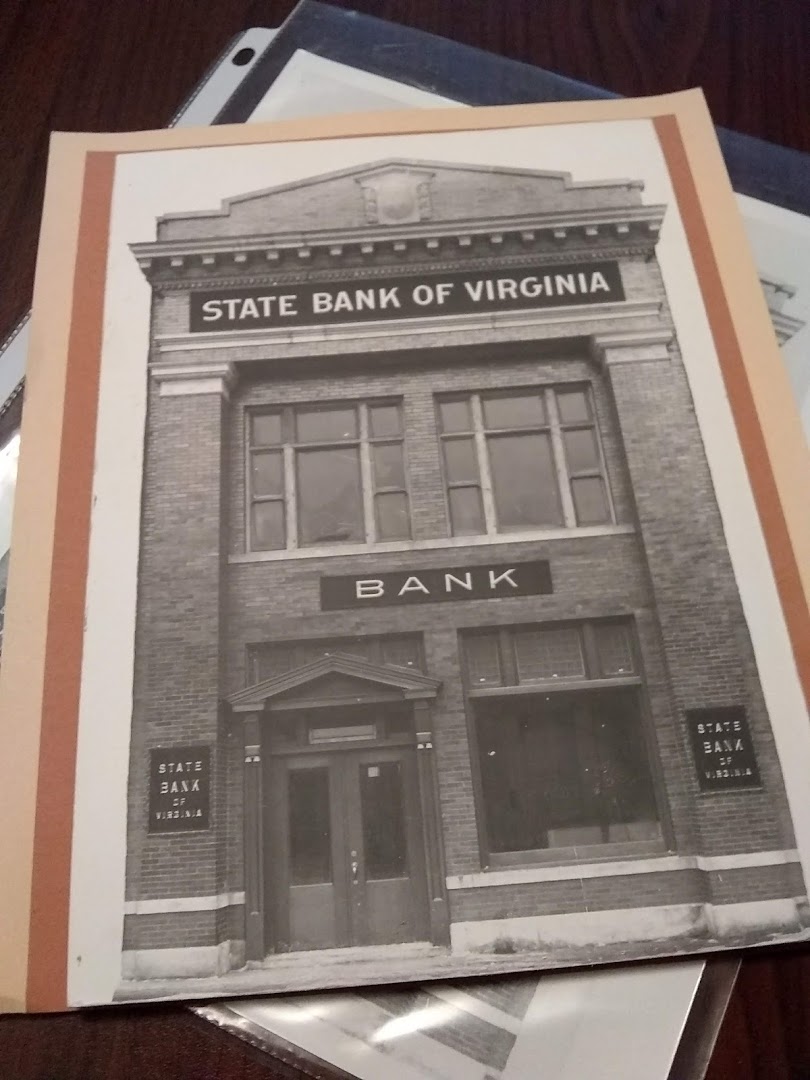 STATE BANK OF VIRGINIA
BANK
STATE
BANK
OF
VIRGINIA
STATE
BANK
OF
VIRGINIA